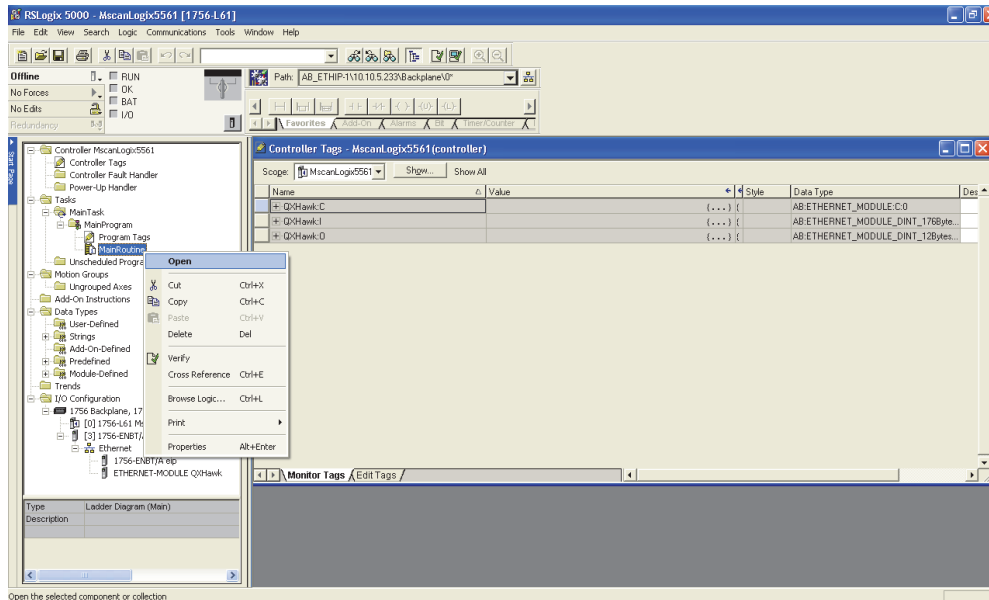 RSLogix 5000 - MscanLogix5561 [1756-L61]
File Edit View Search Logic Communications Tools Window Help
Offline RUN
No Forces OK
No Edits BAT
Redundancy I/O
Path: AB_ETHIP-1\10.10.5.233\Backplane\0*
Favorites Add-On Alarms Bit Timer/Counter
Start Page
Controller MscanLogix5561
Controller Tags
Controller Fault Handler
Power-Up Handler
Tasks
MainTask
MainProgram
Program Tags
MainRoutine
Unscheduled Progra
Motion Groups
Ungrouped Axes
Add-On Instructions
Data Types
User-Defined
Strings
Add-On-Defined
Predefined
Module-Defined
Trends
I/O Configuration
1756 Backplane, 17
[0] 1756-L61 Ms
[3] 1756-ENBT/
Ethernet
1756-ENBT/A eip
ETHERNET-MODULE QXHawk
Open
Cut Ctrl+X
Copy Ctrl+C
Paste Ctrl+V
Delete Del
Verify
Cross Reference Ctrl+E
Browse Logic... Ctrl+L
Print
Properties Alt+Enter
Type Ladder Diagram (Main)
Description
Controller Tags - MscanLogix5561(controller)
Scope: MscanLogix5561 Show... Show All
Name Value Style Data Type Des
QXHawk:C {...} { AB:ETHERNET_MODULE:C:0
QXHawk:I {...} { AB:ETHERNET_MODULE_DINT_176Byte...
QXHawk:O {...} { AB:ETHERNET_MODULE_DINT_12Bytes...
Monitor Tags Edit Tags
Open the selected component or collection